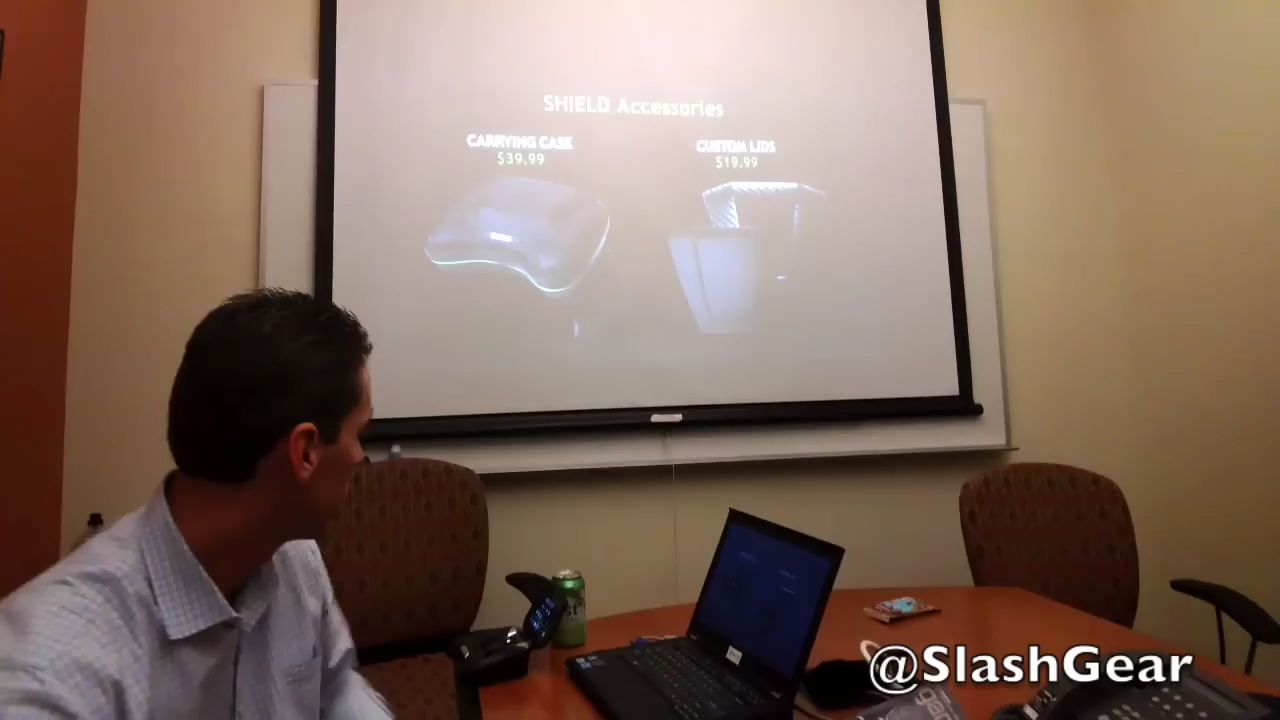 SHIELD Accessories
CARRYING CASE
$39.99
CUSTOM LIDS
$19.99
@SlashGear